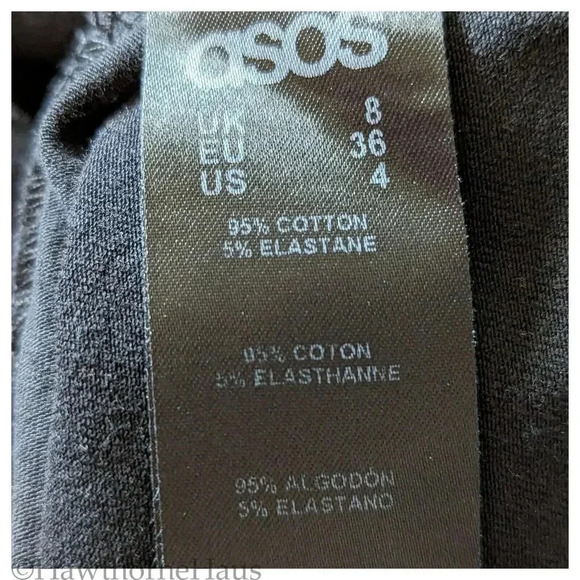 asos
UK 8
EU 36
US 4
95% COTTON
5% ELASTANE
95% COTON
5% ELASTHANNE
95% ALGODÓN
5% ELASTANO
©HawthorneHaus